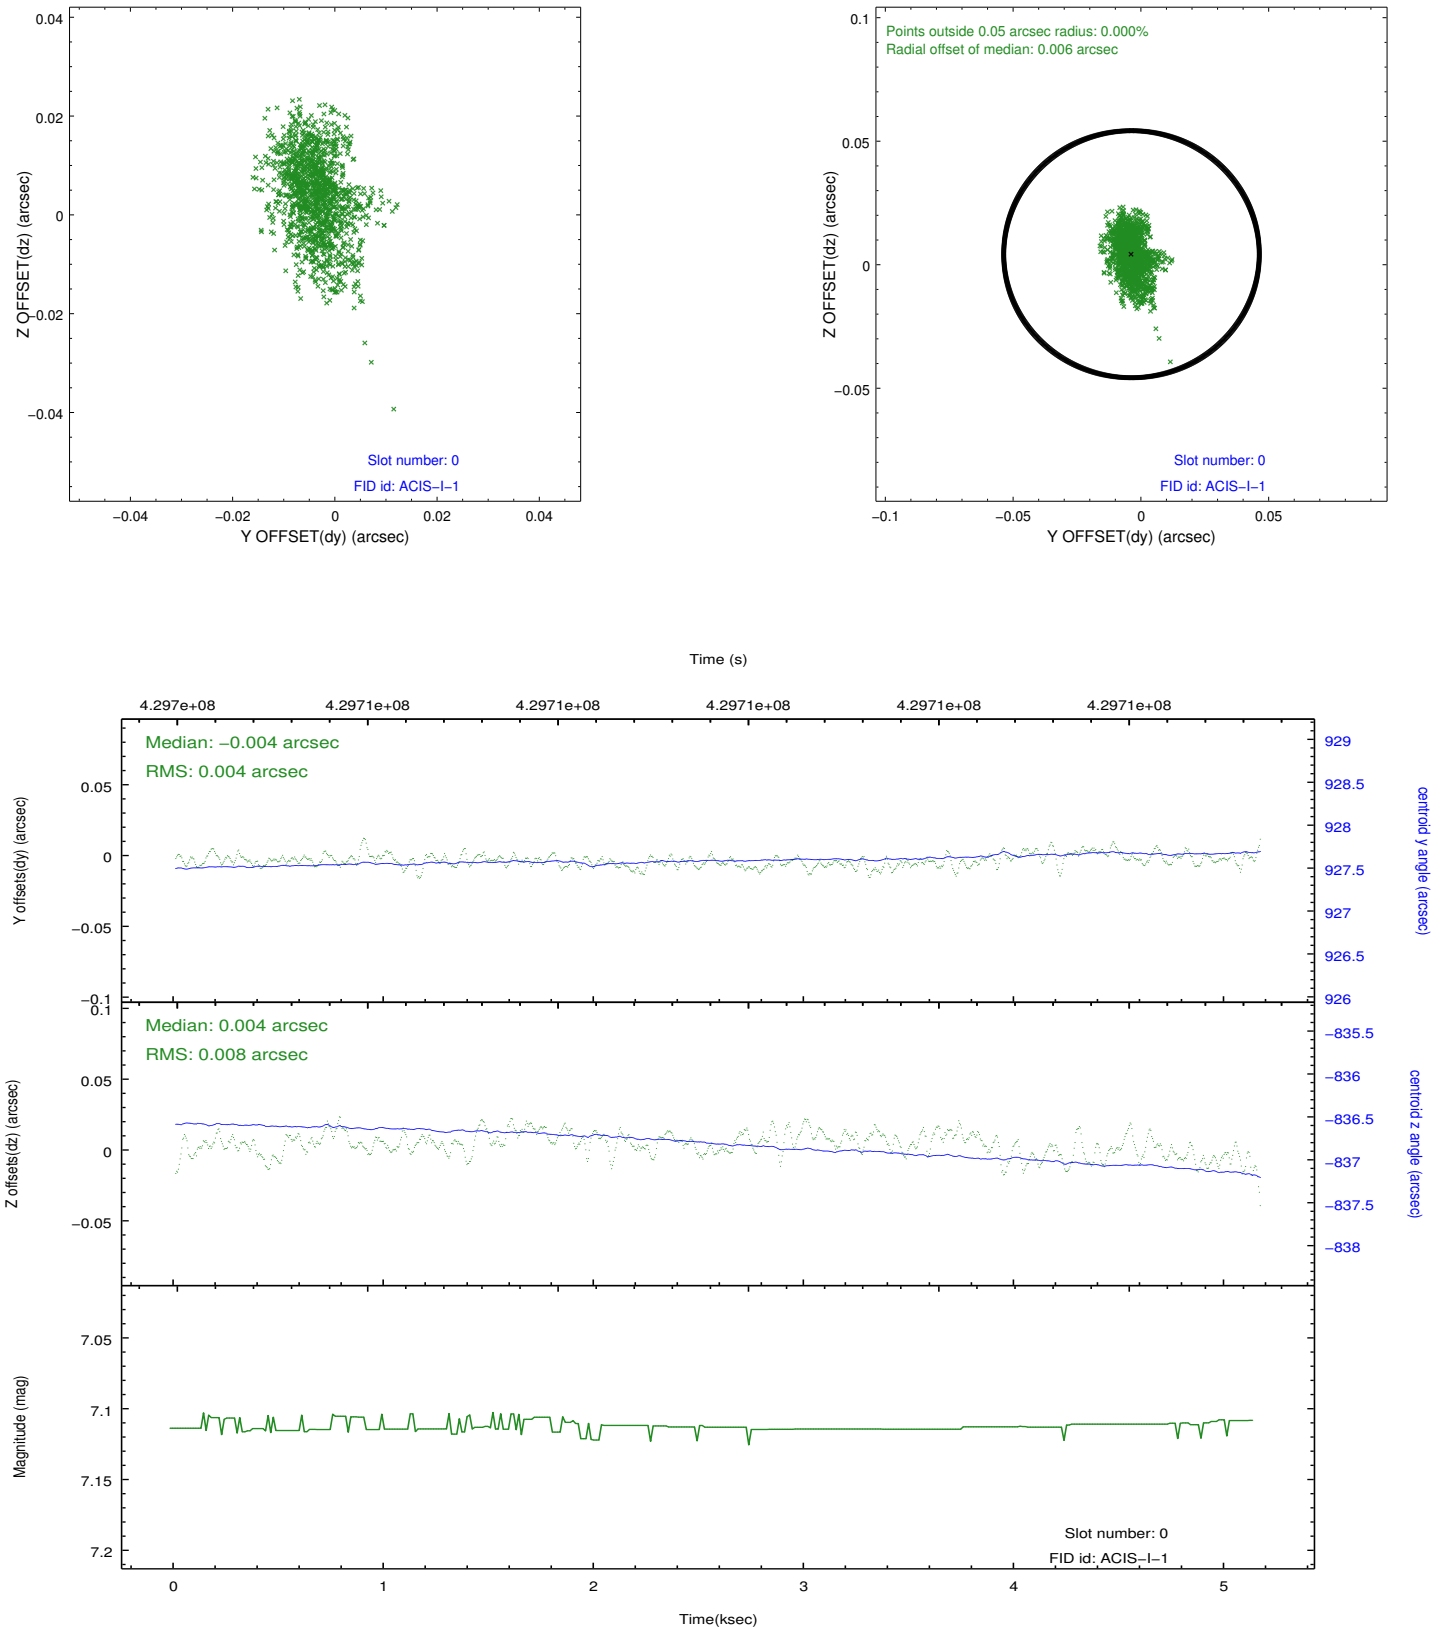 0.04
0.02
0
−0.02
−0.04
Z OFFSET(dz) (arcsec)
Slot number: 0
FID id: ACIS−I−1
−0.04
−0.02
0
0.02
0.04
Y OFFSET(dy) (arcsec)
Points outside 0.05 arcsec radius: 0.000%
Radial offset of median: 0.006 arcsec
0.1
0.05
0
−0.05
Z OFFSET(dz) (arcsec)
Slot number: 0
FID id: ACIS−I−1
−0.1
−0.05
0
0.05
Y OFFSET(dy) (arcsec)
Time (s)
4.297e+08
4.2971e+08
4.2971e+08
4.2971e+08
4.2971e+08
4.2971e+08
Median: −0.004 arcsec
RMS: 0.004 arcsec
0.05
0
−0.05
−0.1
Y offsets(dy) (arcsec)
929
928.5
928
927.5
927
926.5
926
centroid y angle (arcsec)
Median: 0.004 arcsec
RMS: 0.008 arcsec
0.1
0.05
0
−0.05
Z offsets(dz) (arcsec)
−835.5
−836
−836.5
−837
−837.5
−838
centroid z angle (arcsec)
7.05
7.1
7.15
7.2
Magnitude (mag)
Slot number: 0
FID id: ACIS−I−1
0
1
2
3
4
5
Time(ksec)